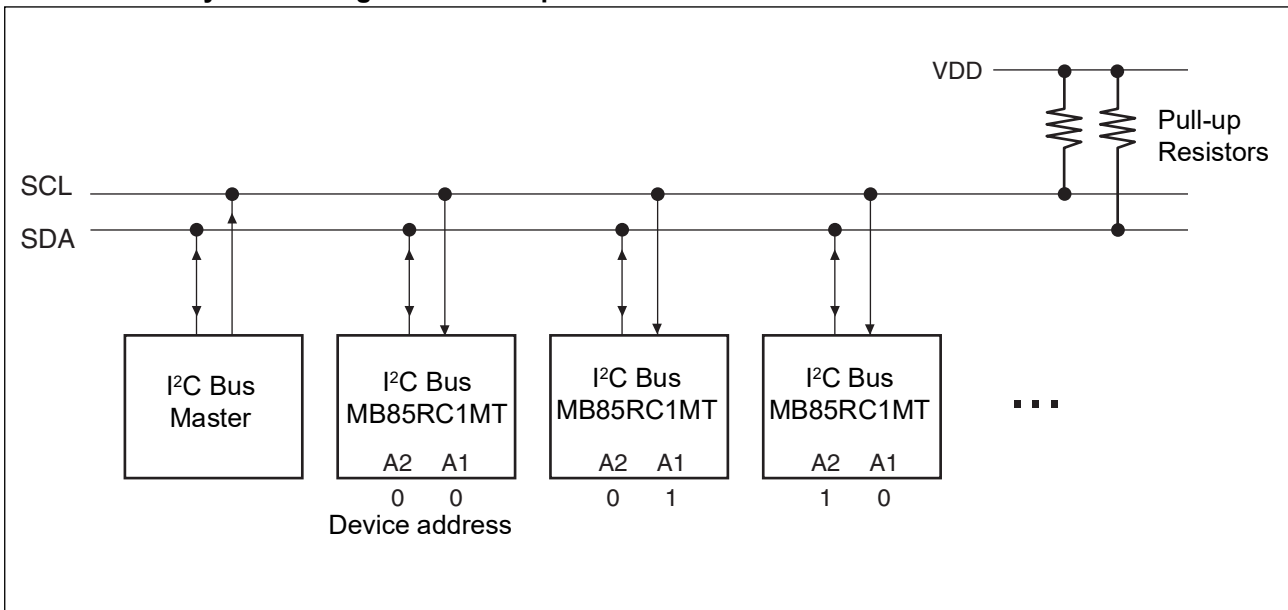 VDD
Pull-up
Resistors
SCL
SDA
I²C Bus
Master
I²C Bus
MB85RC1MT
A2 A1
0 0
Device address
I²C Bus
MB85RC1MT
A2 A1
0 1
I²C Bus
MB85RC1MT
A2 A1
1 0
...